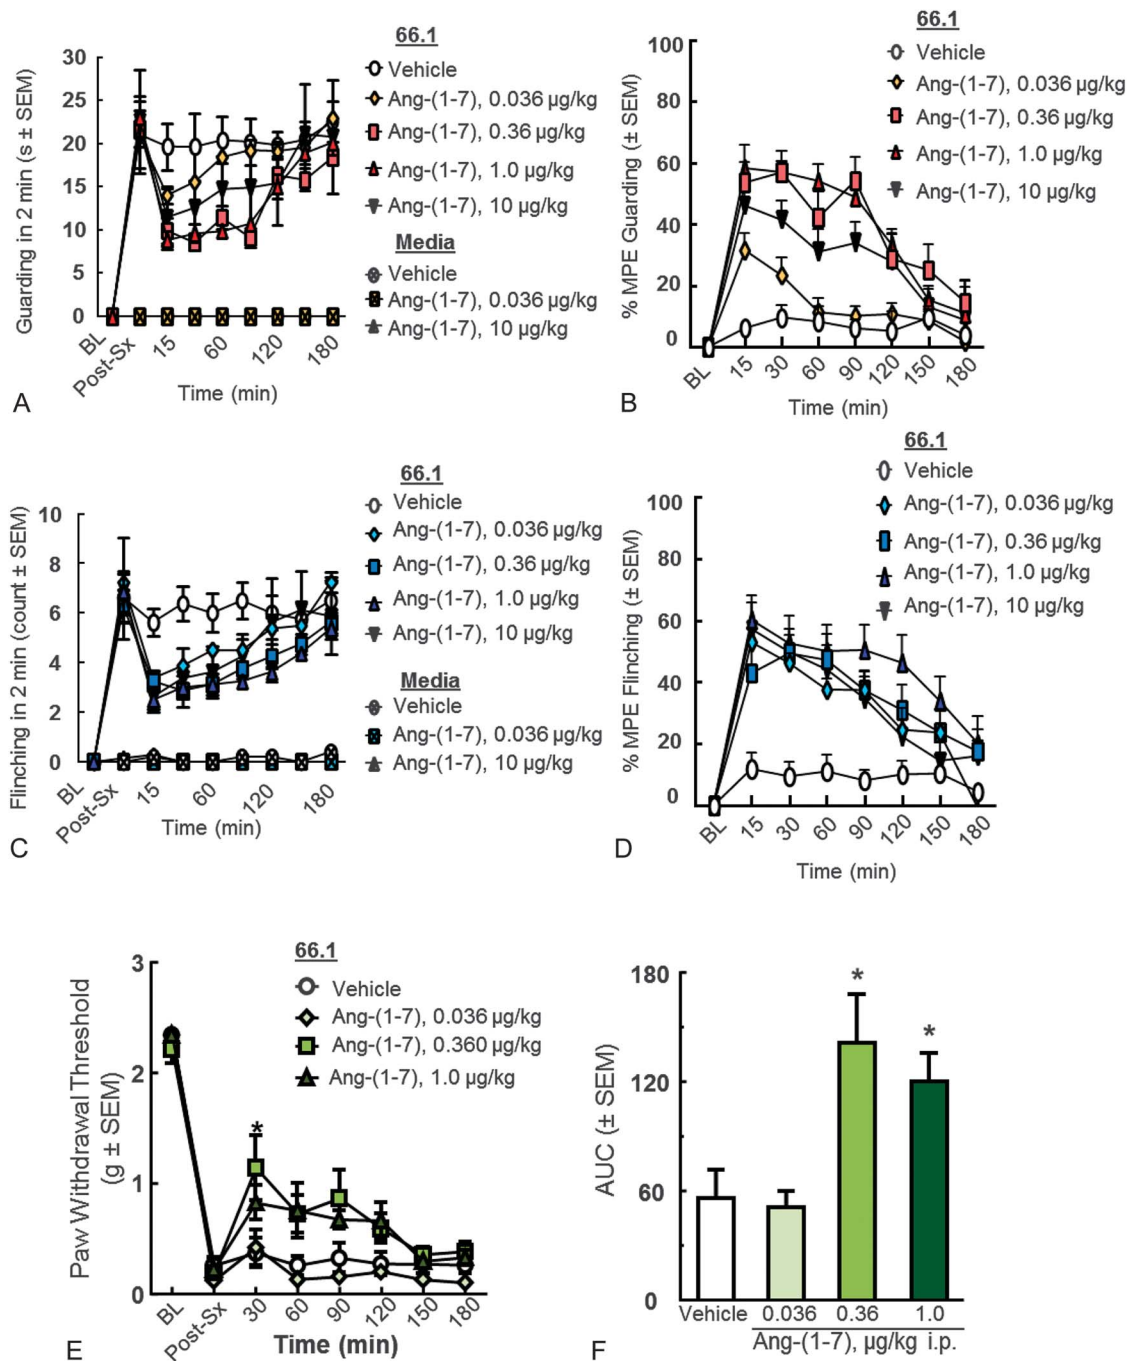 66.1
Vehicle
Ang-(1-7), 0.036 µg/kg
Ang-(1-7), 0.36 µg/kg
Ang-(1-7), 1.0 µg/kg
Ang-(1-7), 10 µg/kg
Media
Vehicle
Ang-(1-7), 0.036 µg/kg
Ang-(1-7), 10 µg/kg
Guarding in 2 min (s ± SEM)
30
25
20
15
10
5
0
BL
Post-Sx
15
60
120
180
Time (min)
A
66.1
Vehicle
Ang-(1-7), 0.036 µg/kg
Ang-(1-7), 0.36 µg/kg
Ang-(1-7), 1.0 µg/kg
Ang-(1-7), 10 µg/kg
% MPE Guarding (± SEM)
100
80
60
40
20
0
BL
15
30
60
90
120
150
180
Time (min)
B
66.1
Vehicle
Ang-(1-7), 0.036 µg/kg
Ang-(1-7), 0.36 µg/kg
Ang-(1-7), 1.0 µg/kg
Ang-(1-7), 10 µg/kg
Media
Vehicle
Ang-(1-7), 0.036 µg/kg
Ang-(1-7), 10 µg/kg
Flinching in 2 min (count ± SEM)
10
8
6
4
2
0
BL
Post-Sx
15
60
120
180
Time (min)
C
66.1
Vehicle
Ang-(1-7), 0.036 µg/kg
Ang-(1-7), 0.36 µg/kg
Ang-(1-7), 1.0 µg/kg
Ang-(1-7), 10 µg/kg
% MPE Flinching (± SEM)
100
80
60
40
20
0
BL
15
30
60
90
120
150
180
Time (min)
D
66.1
Vehicle
Ang-(1-7), 0.036 µg/kg
Ang-(1-7), 0.360 µg/kg
Ang-(1-7), 1.0 µg/kg
Paw Withdrawal Threshold
(g ± SEM)
3
2
1
0
*
BL
Post-Sx
30
60
90
120
150
180
Time (min)
E
AUC (± SEM)
180
120
60
0
*
*
Vehicle
0.036
0.36
1.0
Ang-(1-7), µg/kg i.p.
F